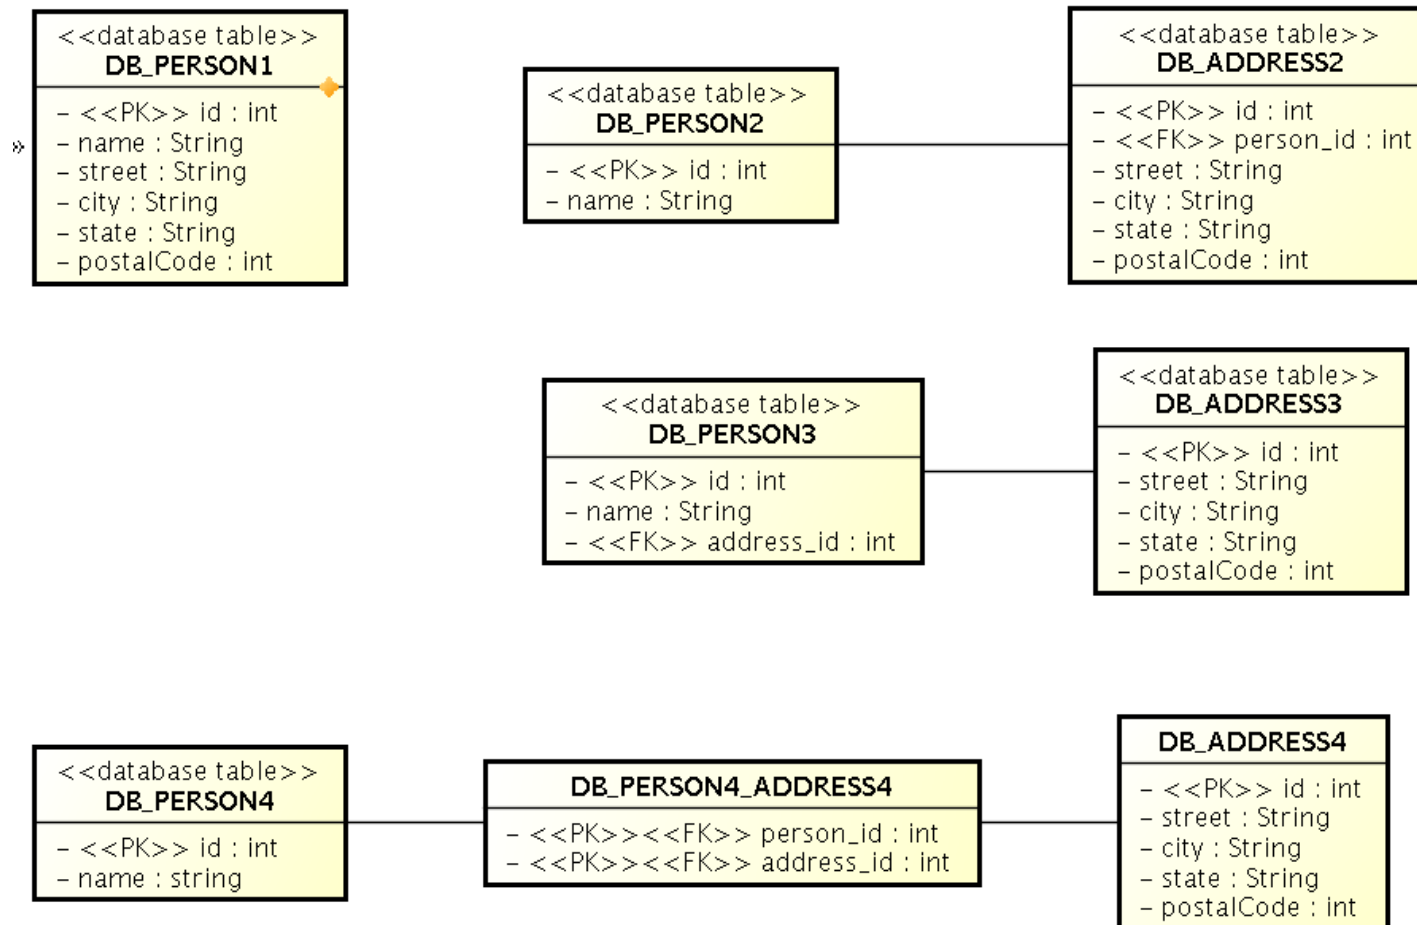 <<database table>>
DB_PERSON1
– <<PK>> id : int
– name : String
– street : String
– city : String
– state : String
– postalCode : int
»
<<database table>>
DB_PERSON2
– <<PK>> id : int
– name : String
<<database table>>
DB_ADDRESS2
– <<PK>> id : int
– <<FK>> person_id : int
– street : String
– city : String
– state : String
– postalCode : int
<<database table>>
DB_PERSON3
– <<PK>> id : int
– name : String
– <<FK>> address_id : int
<<database table>>
DB_ADDRESS3
– <<PK>> id : int
– street : String
– city : String
– state : String
– postalCode : int
<<database table>>
DB_PERSON4
– <<PK>> id : int
– name : string
DB_PERSON4_ADDRESS4
– <<PK>><<FK>> person_id : int
– <<PK>><<FK>> address_id : int
DB_ADDRESS4
– <<PK>> id : int
– street : String
– city : String
– state : String
– postalCode : int